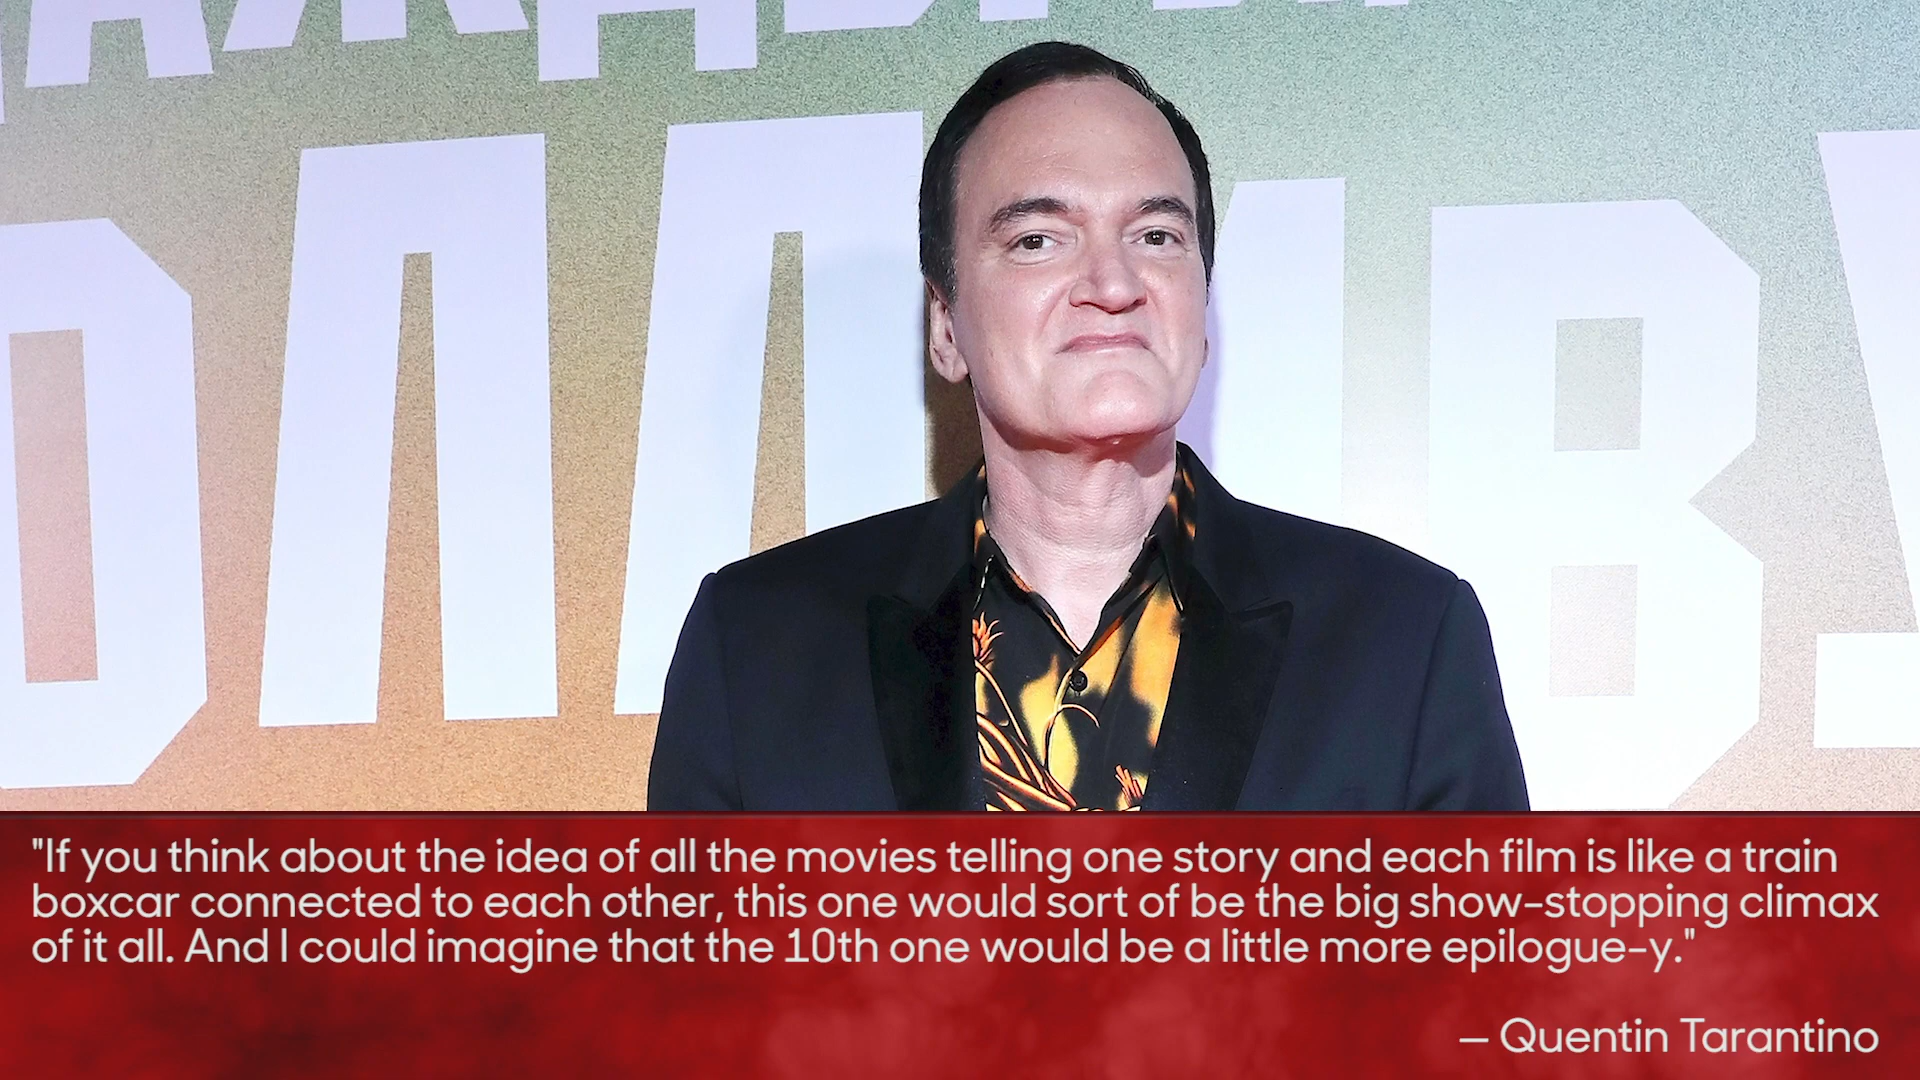 "If you think about the idea of all the movies telling one story and each film is like a train
boxcar connected to each other, this one would sort of be the big show-stopping climax
of it all. And I could imagine that the 10th one would be a little more epilogue-y."
— Quentin Tarantino